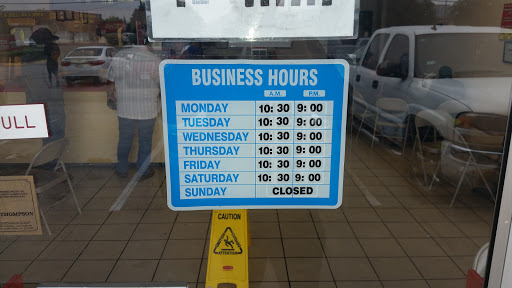 BUSINESS HOURS
A.M. P.M.
MONDAY 10:30 9:00
TUESDAY 10:30 9:00
WEDNESDAY 10:30 9:00
THURSDAY 10:30 9:00
FRIDAY 10:30 9:00
SATURDAY 10:30 9:00
SUNDAY CLOSED
ULL
THOMPSON
CAUTION